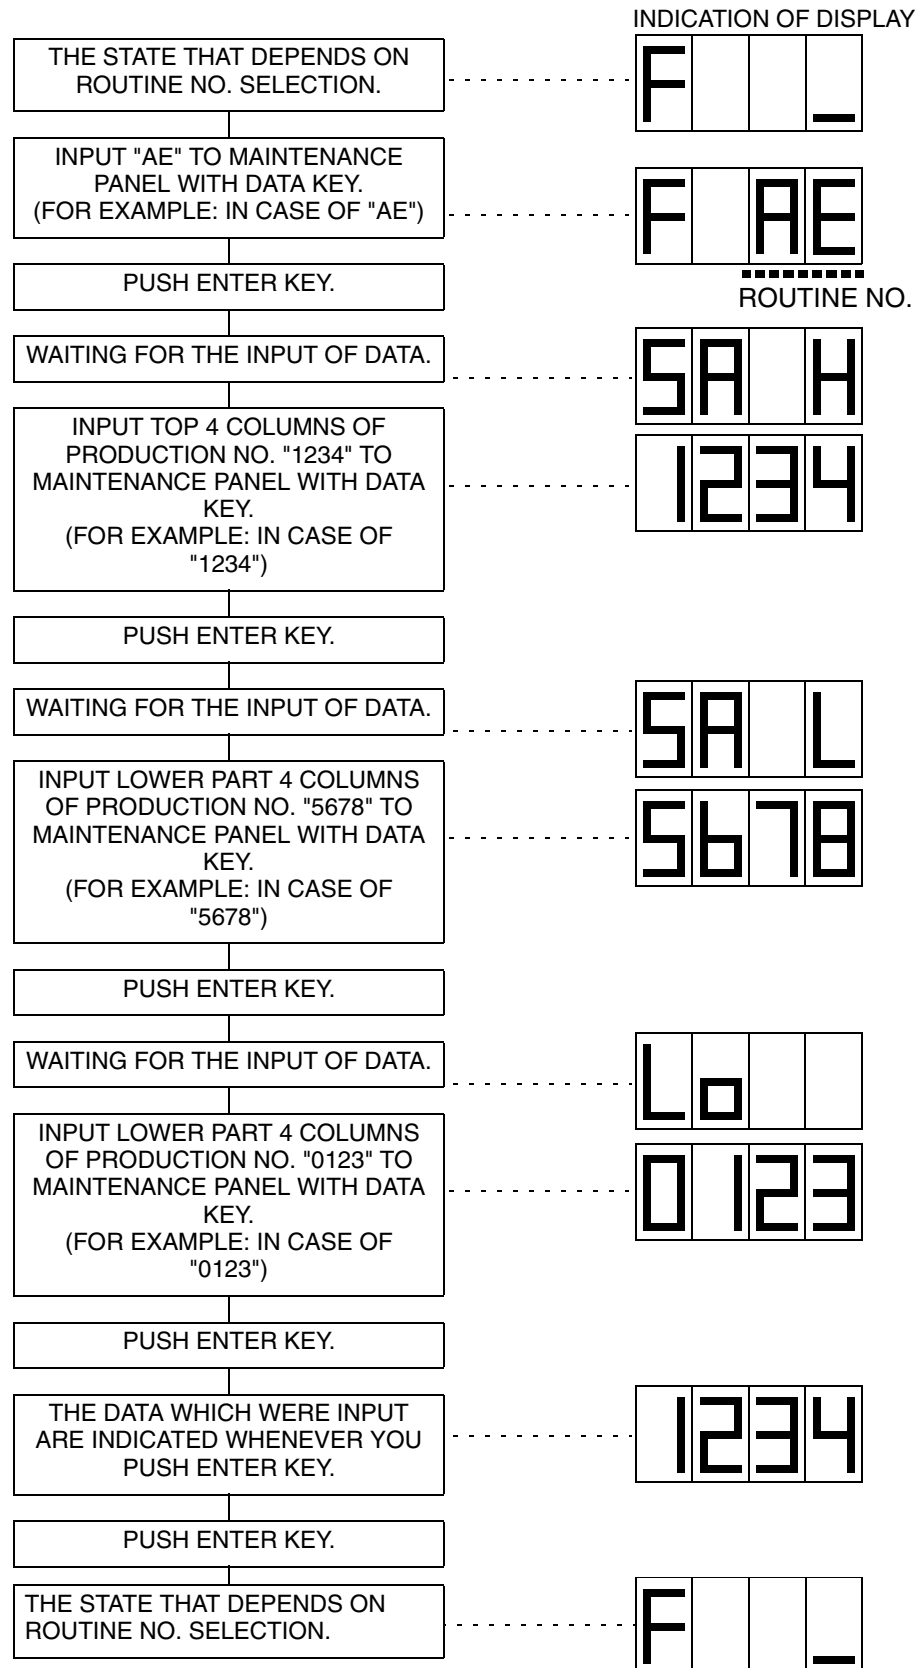 INDICATION OF DISPLAY
THE STATE THAT DEPENDS ON
ROUTINE NO. SELECTION.
F _
INPUT "AE" TO MAINTENANCE
PANEL WITH DATA KEY.
(FOR EXAMPLE: IN CASE OF "AE")
F AE
ROUTINE NO.
PUSH ENTER KEY.
WAITING FOR THE INPUT OF DATA.
SA H
INPUT TOP 4 COLUMNS OF
PRODUCTION NO. "1234" TO
MAINTENANCE PANEL WITH DATA
KEY.
(FOR EXAMPLE: IN CASE OF
"1234")
1234
PUSH ENTER KEY.
WAITING FOR THE INPUT OF DATA.
SA L
INPUT LOWER PART 4 COLUMNS
OF PRODUCTION NO. "5678" TO
MAINTENANCE PANEL WITH DATA
KEY.
(FOR EXAMPLE: IN CASE OF
"5678")
5678
PUSH ENTER KEY.
WAITING FOR THE INPUT OF DATA.
Lo
INPUT LOWER PART 4 COLUMNS
OF PRODUCTION NO. "0123" TO
MAINTENANCE PANEL WITH DATA
KEY.
(FOR EXAMPLE: IN CASE OF
"0123")
0123
PUSH ENTER KEY.
THE DATA WHICH WERE INPUT
ARE INDICATED WHENEVER YOU
PUSH ENTER KEY.
1234
PUSH ENTER KEY.
THE STATE THAT DEPENDS ON
ROUTINE NO. SELECTION.
F _